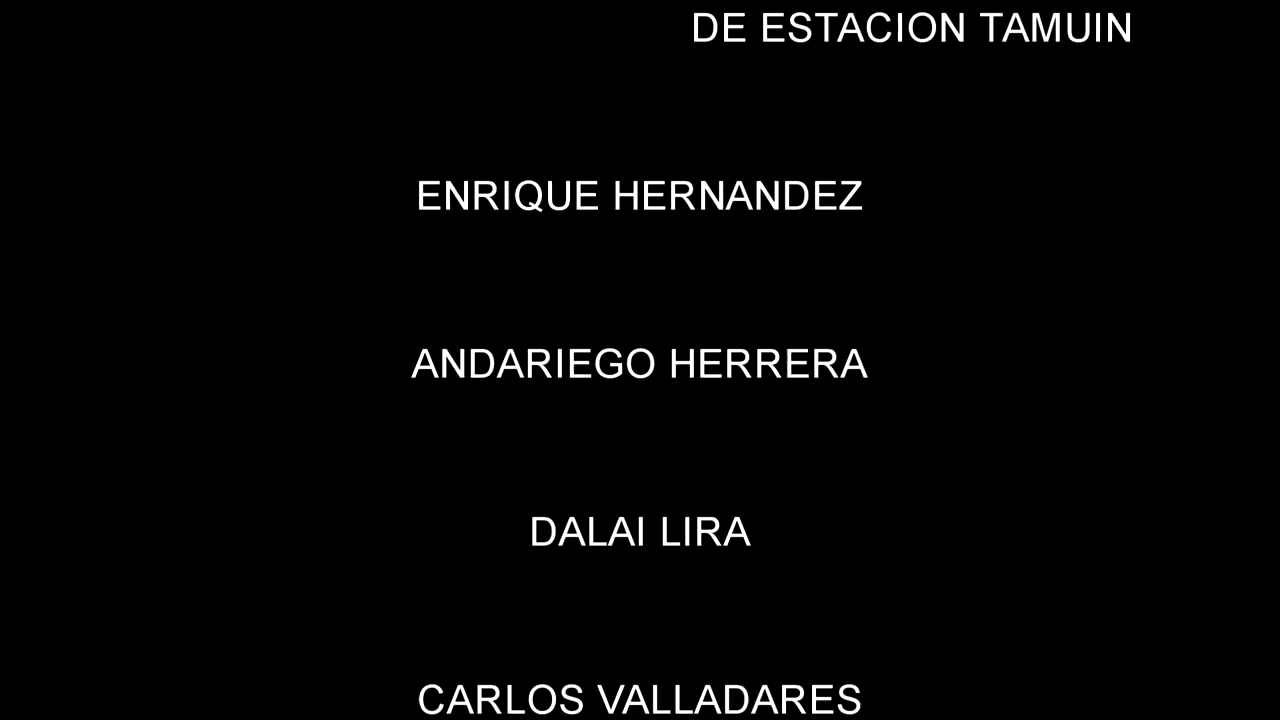 DE ESTACION TAMUIN
ENRIQUE HERNANDEZ
ANDARIEGO HERRERA
DALAI LIRA
CARLOS VALLADARES